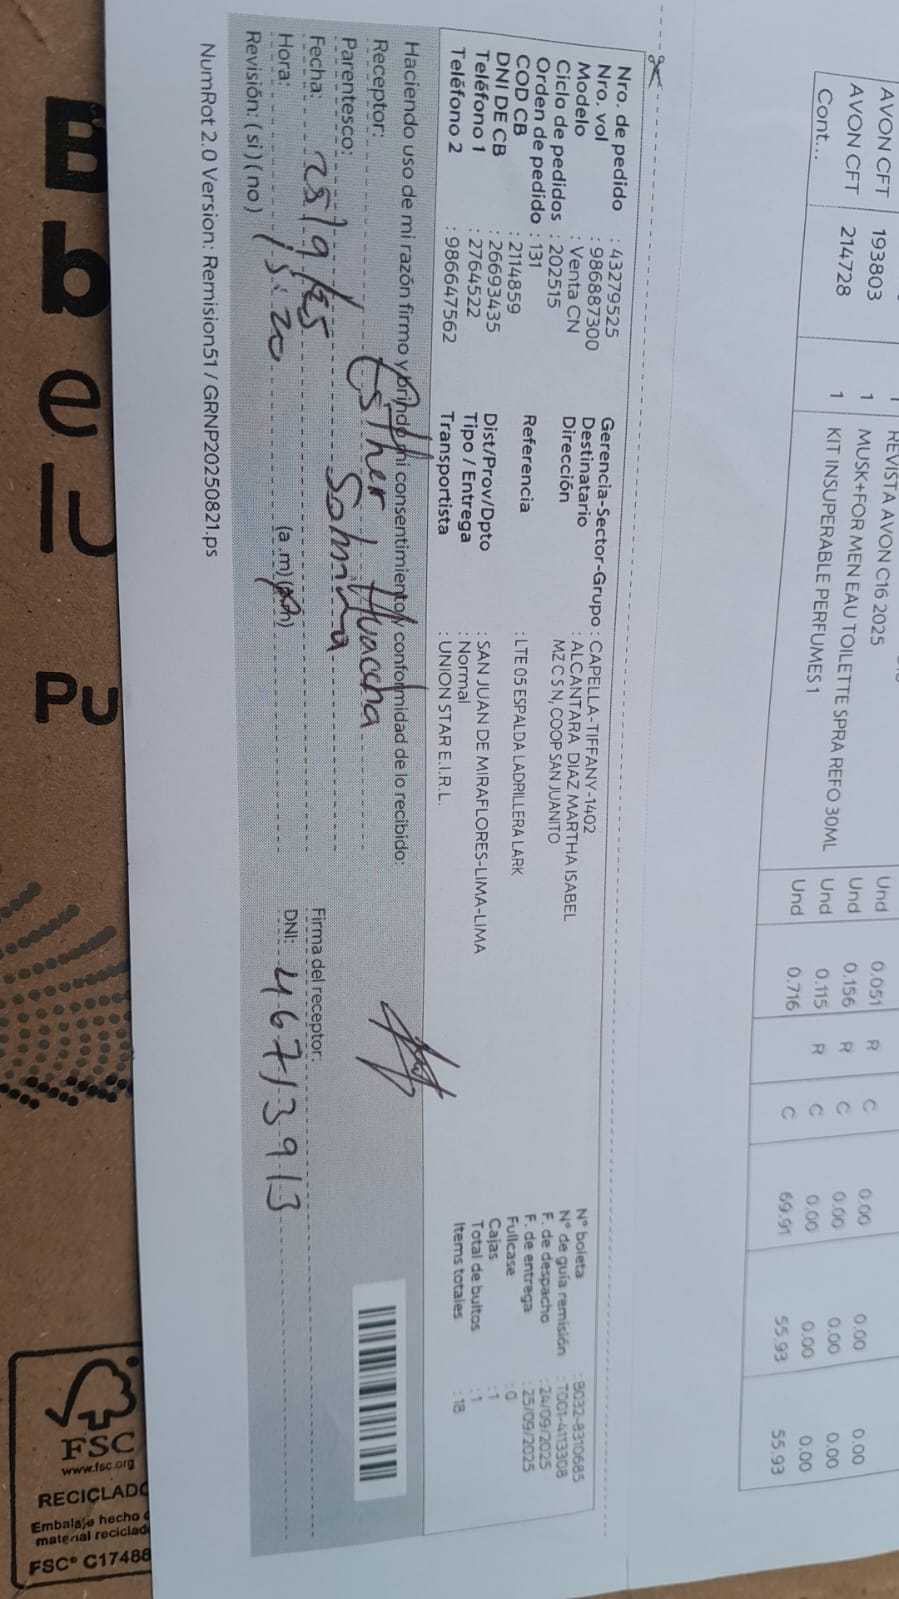 REVISTA AVON C16 2025 Und 0.051 R C 0.00 0.00 0.00
AVON CFT 193803 1 MUSK+FOR MEN EAU TOILETTE SPRA REFO 30ML Und 0.156 R C 0.00 0.00 0.00
AVON CFT 214728 1 KIT INSUPERABLE PERFUMES 1 Und 0.115 R C 0.00 0.00 0.00
Cont... Und 0.716 C 69.91 55.93 55.93
Nro. de pedido : 43279525
Nro. vol : 986887300
Modelo : Venta CN
Ciclo de pedidos : 202515
Orden de pedido : 131
COD CB : 2114859
DNI DE CB : 26693435
Teléfono 1 : 2764522
Teléfono 2 : 986647562
Gerencia-Sector-Grupo : CAPELLA-TIFFANY-1402
Destinatario : ALCANTARA DIAZ MARTHA ISABEL
Dirección MZ C S N, COOP SAN JUANITO
Referencia : LTE 05 ESPALDA LADRILLERA LARK
Dist/Prov/Dpto : SAN JUAN DE MIRAFLORES-LIMA-LIMA
Tipo / Entrega : Normal
Transportista : UNION STAR E.I.R.L.
N° boleta : B032-8310685
N° de guía remisión : T001-4113308
F. de despacho : 24/09/2025
F. de entrega : 25/09/2025
Fullcase : 0
Cajas : 1
Total de bultos : 1
Items totales : 18
Haciendo uso de mi razón firmo y brindo mi consentimiento y conformidad de lo recibido:
Receptor: Esther Huaccha
Parentesco: Sobrina
Fecha: 25/9/25
Firma del receptor:
Hora: 15:20 (a.m) (p.m)
DNI: 46713913
Revisión: ( si ) ( no )
NumRot 2.0 Version: Remision51 / GRNP20250821.ps
FSC
www.fsc.org
RECICLADO
Embalaje hecho
material reciclad
FSC® C17488